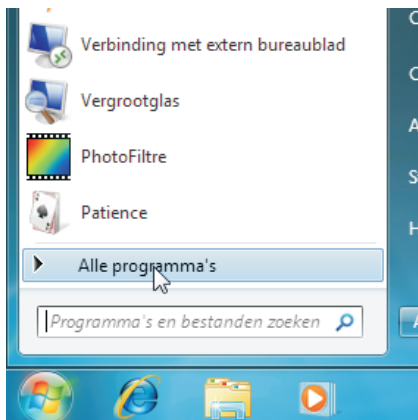 Verbinding met extern bureaublad
Vergrootglas
PhotoFiltre
Patience
Alle programma's
Programma's en bestanden zoeken